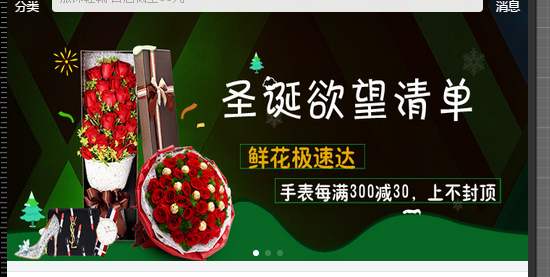 分类
消息
圣诞欲望清单
鲜花极速达
手表每满300减30，上不封顶